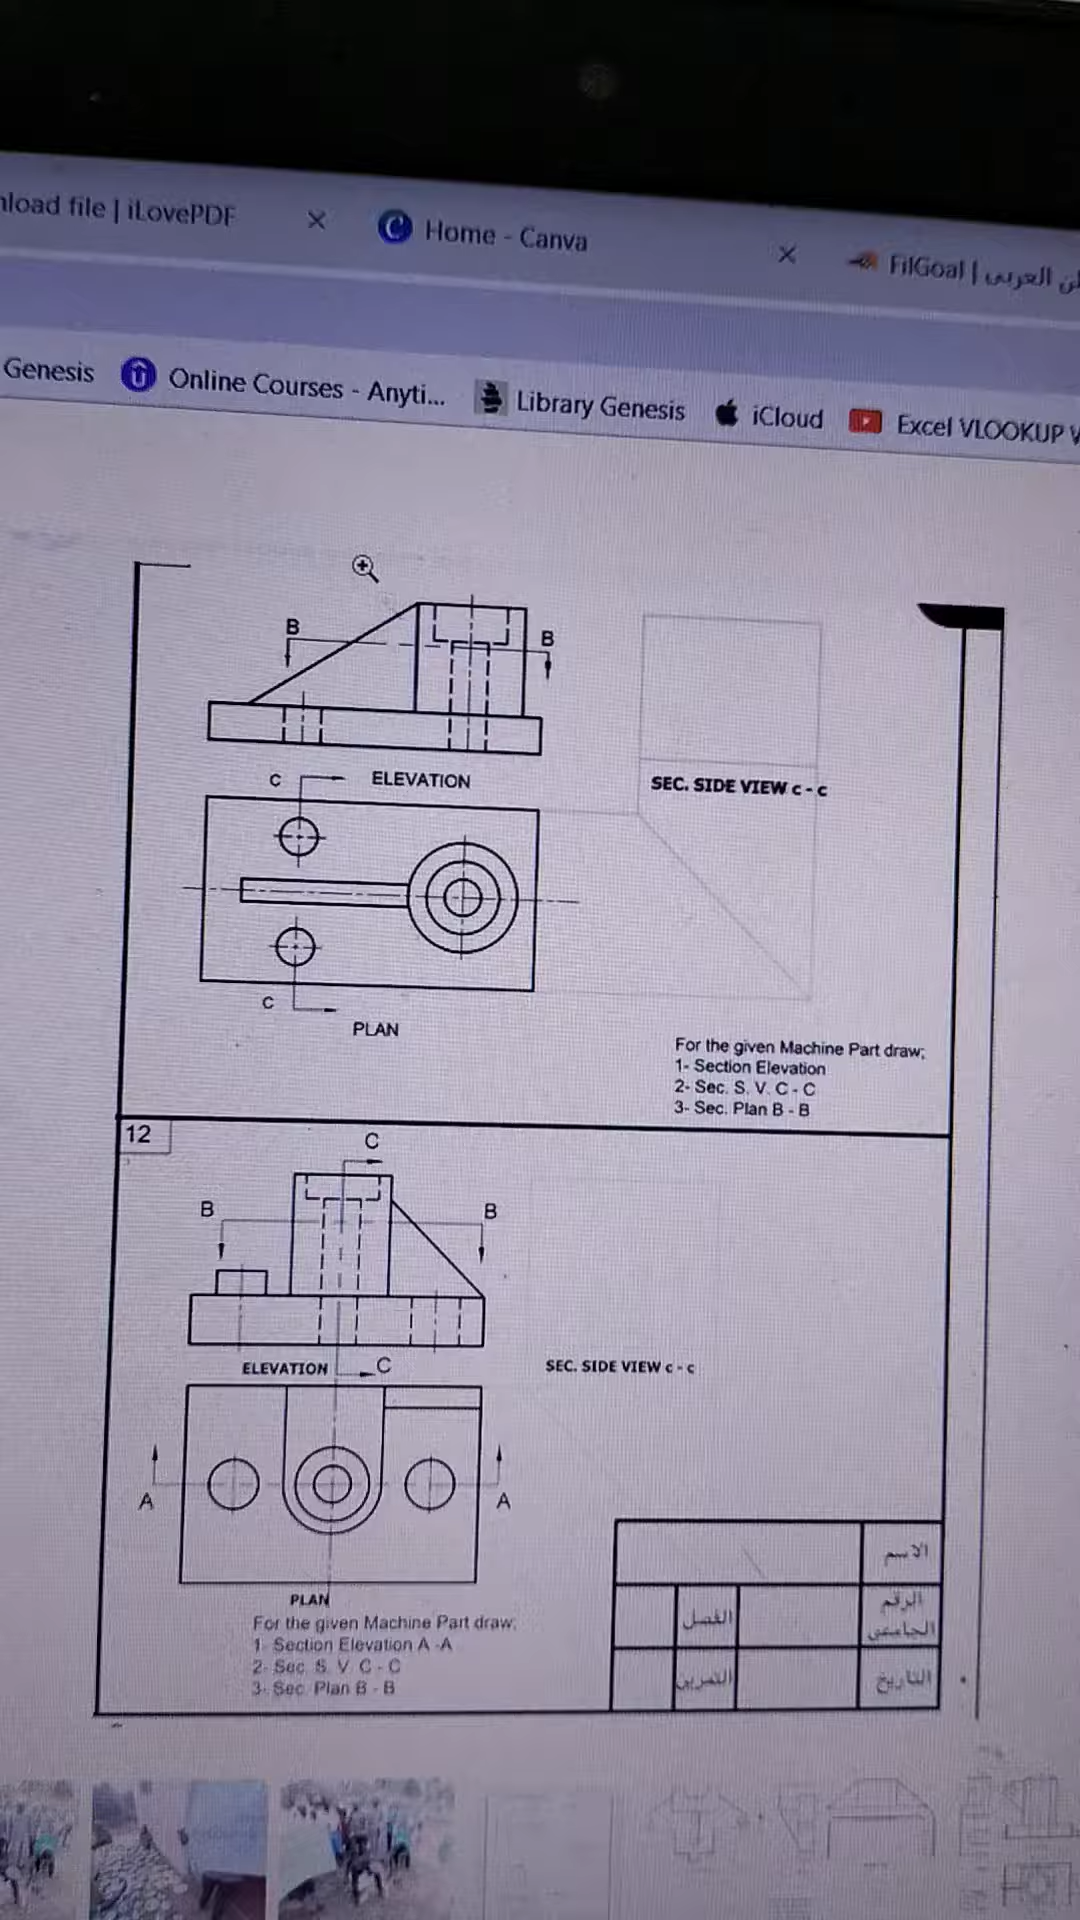 nload file | iLovePDF
Home - Canva
FilGoal |
Genesis
Online Courses - Anyti...
Library Genesis
iCloud
Excel VLOOKUP
B
B
C
ELEVATION
SEC. SIDE VIEW c - c
C
PLAN
For the given Machine Part draw;
1- Section Elevation
2- Sec. S. V. C - C
3- Sec. Plan B - B
12
C
B
B
ELEVATION
C
SEC. SIDE VIEW c - c
A
A
PLAN
For the given Machine Part draw;
1- Section Elevation A -A
2- Sec. S. V. C - C
3- Sec. Plan B - B
الاسم
الرقم
الجامعى
الفصل
التاريخ
التمرين